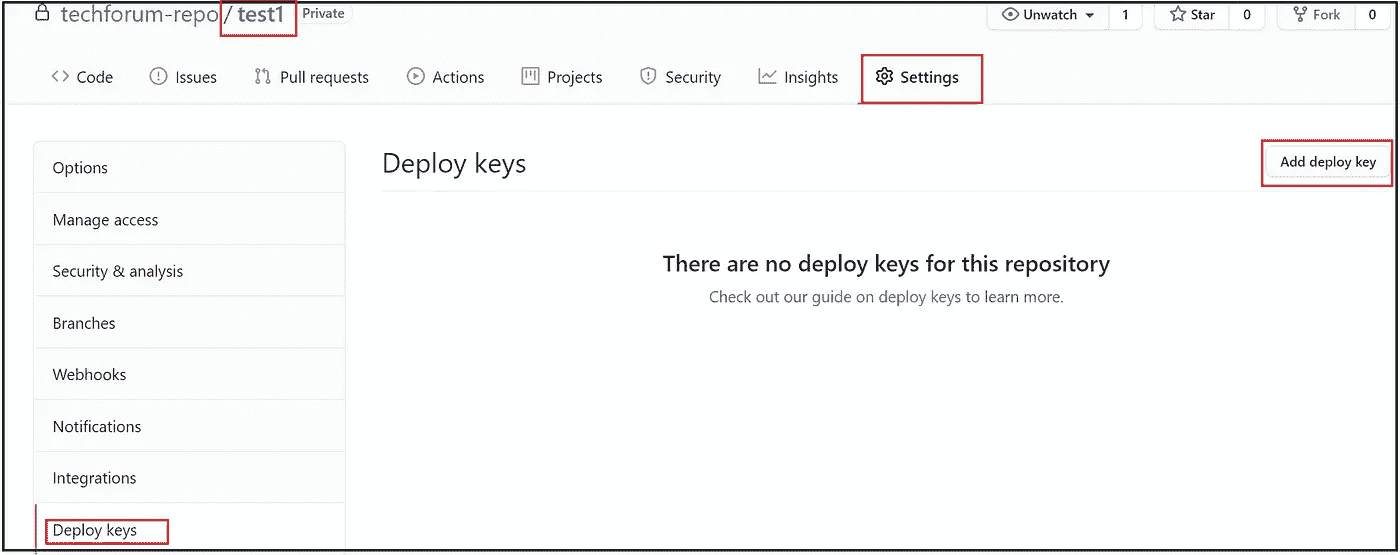 techforum-repo / test1 Private
Unwatch 1 Star 0 Fork 0
Code Issues Pull requests Actions Projects Security Insights Settings
Options
Manage access
Security & analysis
Branches
Webhooks
Notifications
Integrations
Deploy keys
Deploy keys
Add deploy key
There are no deploy keys for this repository
Check out our guide on deploy keys to learn more.